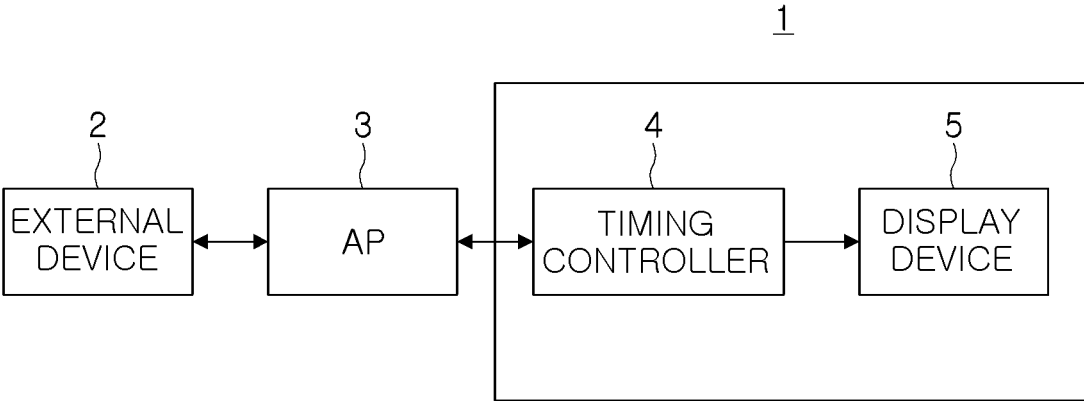 1
2
3
4
5
EXTERNAL
DEVICE
AP
TIMING
CONTROLLER
DISPLAY
DEVICE